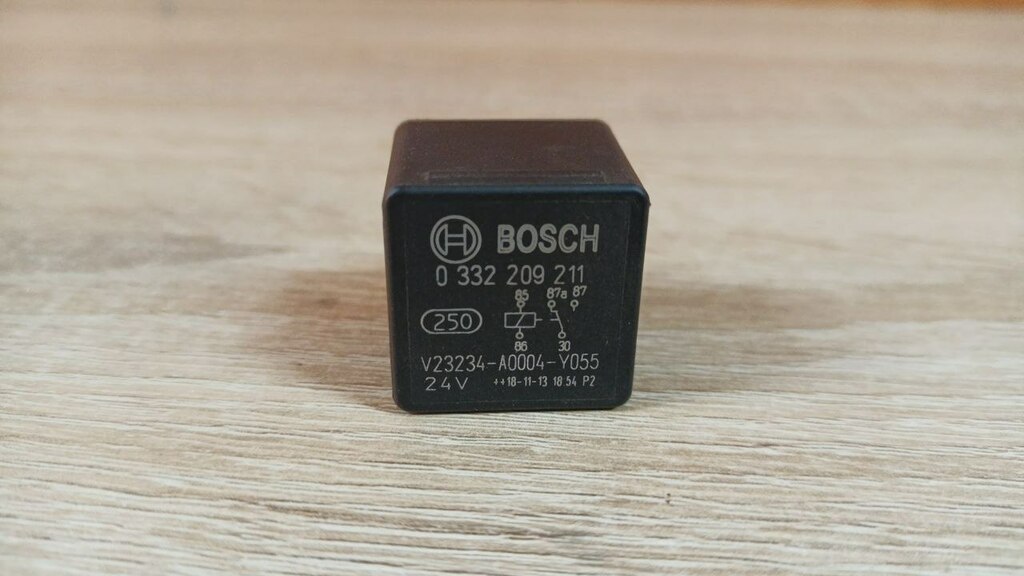 BOSCH
0 332 209 211
85 87a 87
250
86 30
V23234-A0004-Y055
24V ++18-11-13 18 54 P2